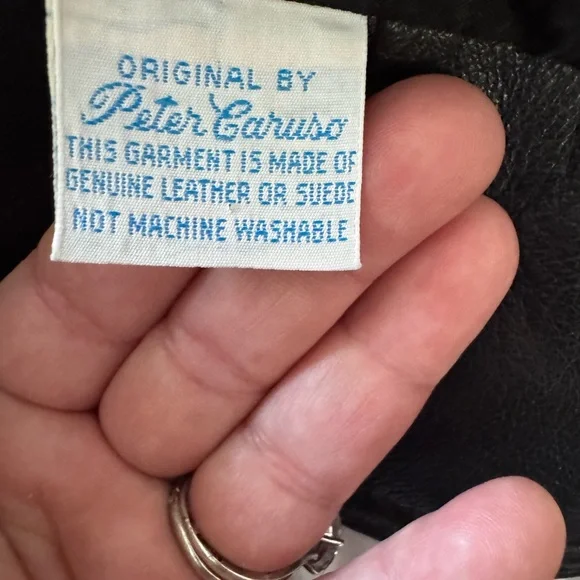 ORIGINAL BY
Peter Caruso
THIS GARMENT IS MADE OF
GENUINE LEATHER OR SUEDE
NOT MACHINE WASHABLE